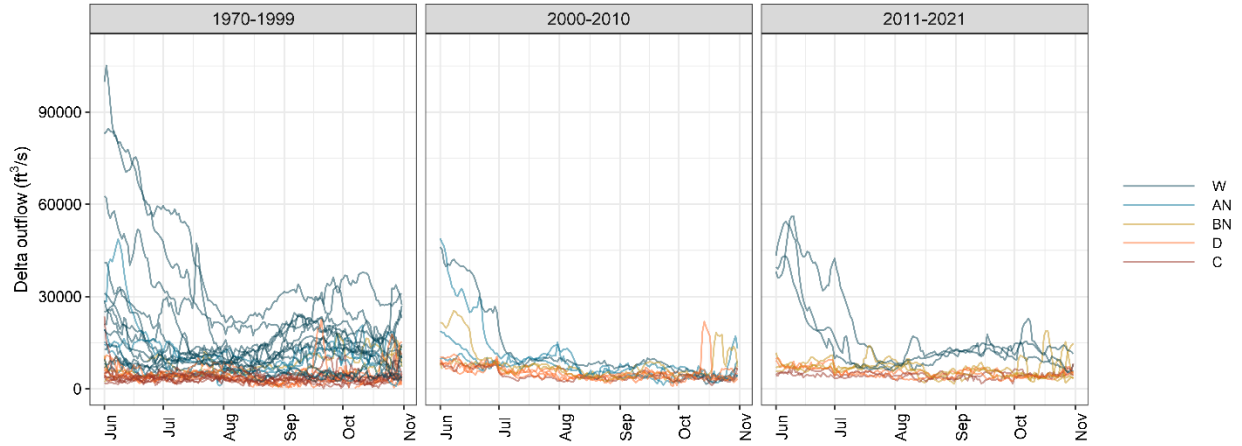 1970-1999
2000-2010
2011-2021
Delta outflow (ft³/s)
90000
60000
30000
0
Jun
Jul
Aug
Sep
Oct
Nov
Jun
Jul
Aug
Sep
Oct
Nov
Jun
Jul
Aug
Sep
Oct
Nov
W
AN
BN
D
C